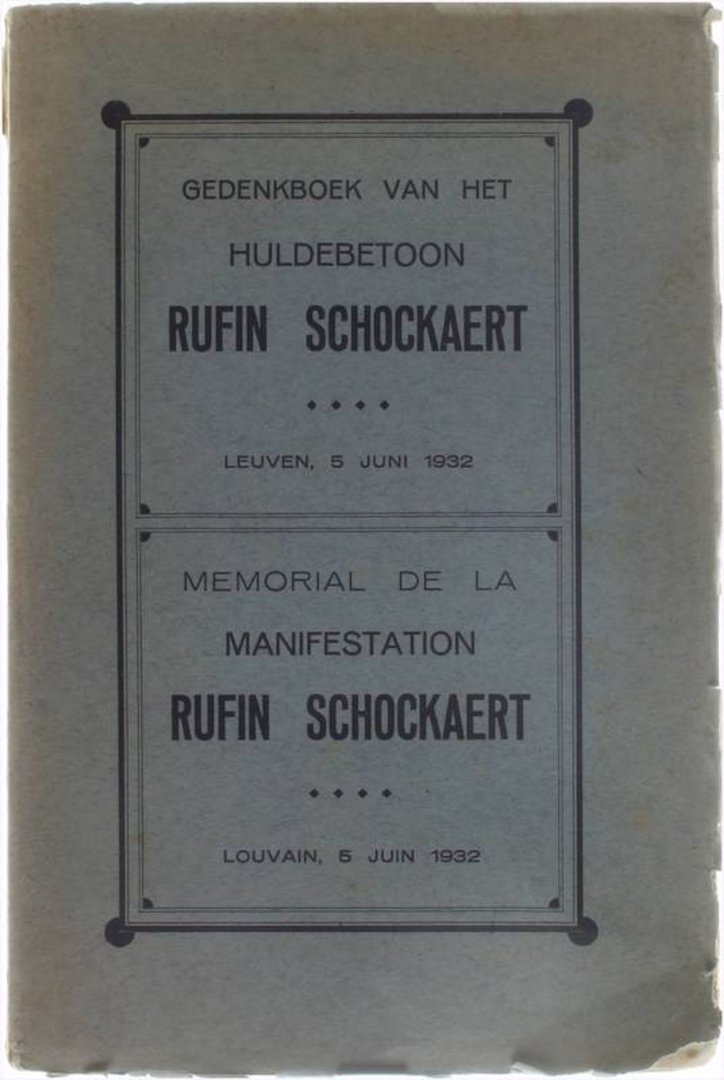 GEDENKBOEK VAN HET
HULDEBETOON
RUFIN SCHOCKAERT
LEUVEN, 5 JUNI 1932
MEMORIAL DE LA
MANIFESTATION
RUFIN SCHOCKAERT
LOUVAIN, 5 JUIN 1932